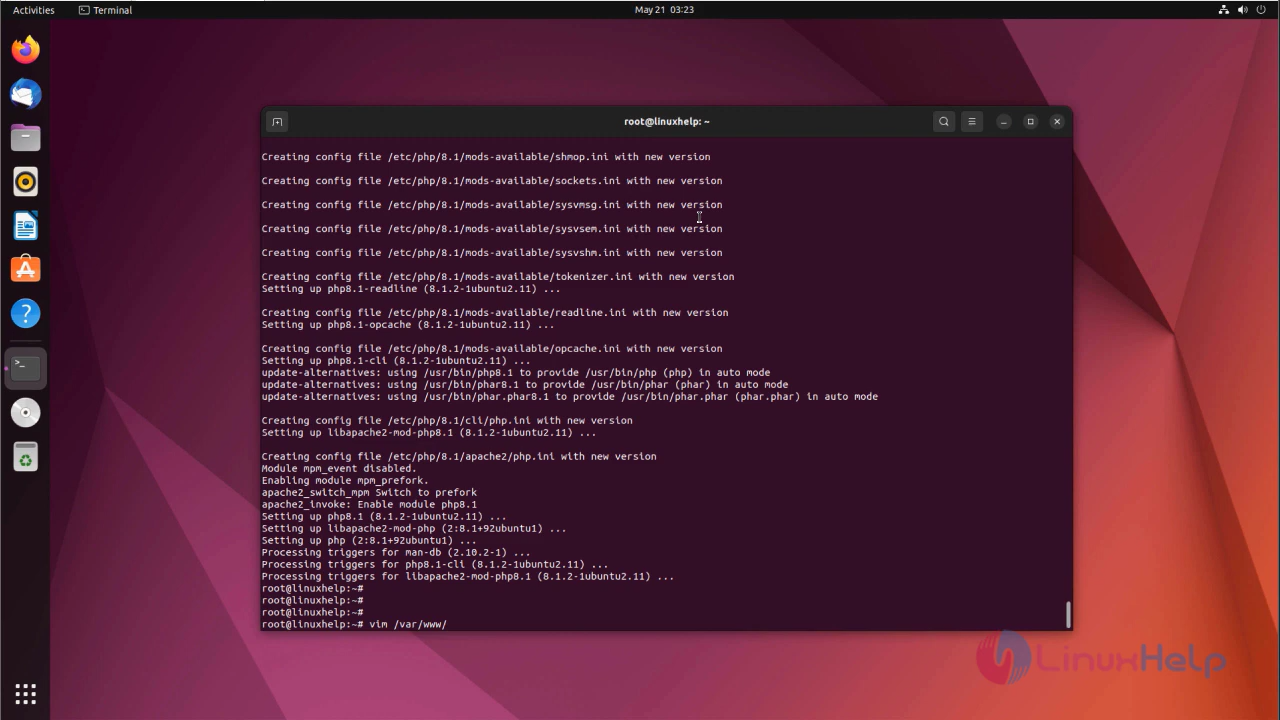 Activities
Terminal
May 21 03:23
root@linuxhelp: ~
Creating config file /etc/php/8.1/mods-available/shmop.ini with new version
Creating config file /etc/php/8.1/mods-available/sockets.ini with new version
Creating config file /etc/php/8.1/mods-available/sysvmsg.ini with new version
Creating config file /etc/php/8.1/mods-available/sysvsem.ini with new version
Creating config file /etc/php/8.1/mods-available/sysvshm.ini with new version
Creating config file /etc/php/8.1/mods-available/tokenizer.ini with new version
Setting up php8.1-readline (8.1.2-1ubuntu2.11) ...
Creating config file /etc/php/8.1/mods-available/readline.ini with new version
Setting up php8.1-opcache (8.1.2-1ubuntu2.11) ...
Creating config file /etc/php/8.1/mods-available/opcache.ini with new version
Setting up php8.1-cli (8.1.2-1ubuntu2.11) ...
update-alternatives: using /usr/bin/php8.1 to provide /usr/bin/php (php) in auto mode
update-alternatives: using /usr/bin/phar8.1 to provide /usr/bin/phar (phar) in auto mode
update-alternatives: using /usr/bin/phar.phar8.1 to provide /usr/bin/phar.phar (phar.phar) in auto mode
Creating config file /etc/php/8.1/cli/php.ini with new version
Setting up libapache2-mod-php8.1 (8.1.2-1ubuntu2.11) ...
Creating config file /etc/php/8.1/apache2/php.ini with new version
Module mpm_event disabled.
Enabling module mpm_prefork.
apache2_switch_mpm Switch to prefork
apache2_invoke: Enable module php8.1
Setting up php8.1 (8.1.2-1ubuntu2.11) ...
Setting up libapache2-mod-php (2:8.1+92ubuntu1) ...
Setting up php (2:8.1+92ubuntu1) ...
Processing triggers for man-db (2.10.2-1) ...
Processing triggers for php8.1-cli (8.1.2-1ubuntu2.11) ...
Processing triggers for libapache2-mod-php8.1 (8.1.2-1ubuntu2.11) ...
root@linuxhelp:~#
root@linuxhelp:~#
root@linuxhelp:~#
root@linuxhelp:~# vim /var/www/
LinuxHelp